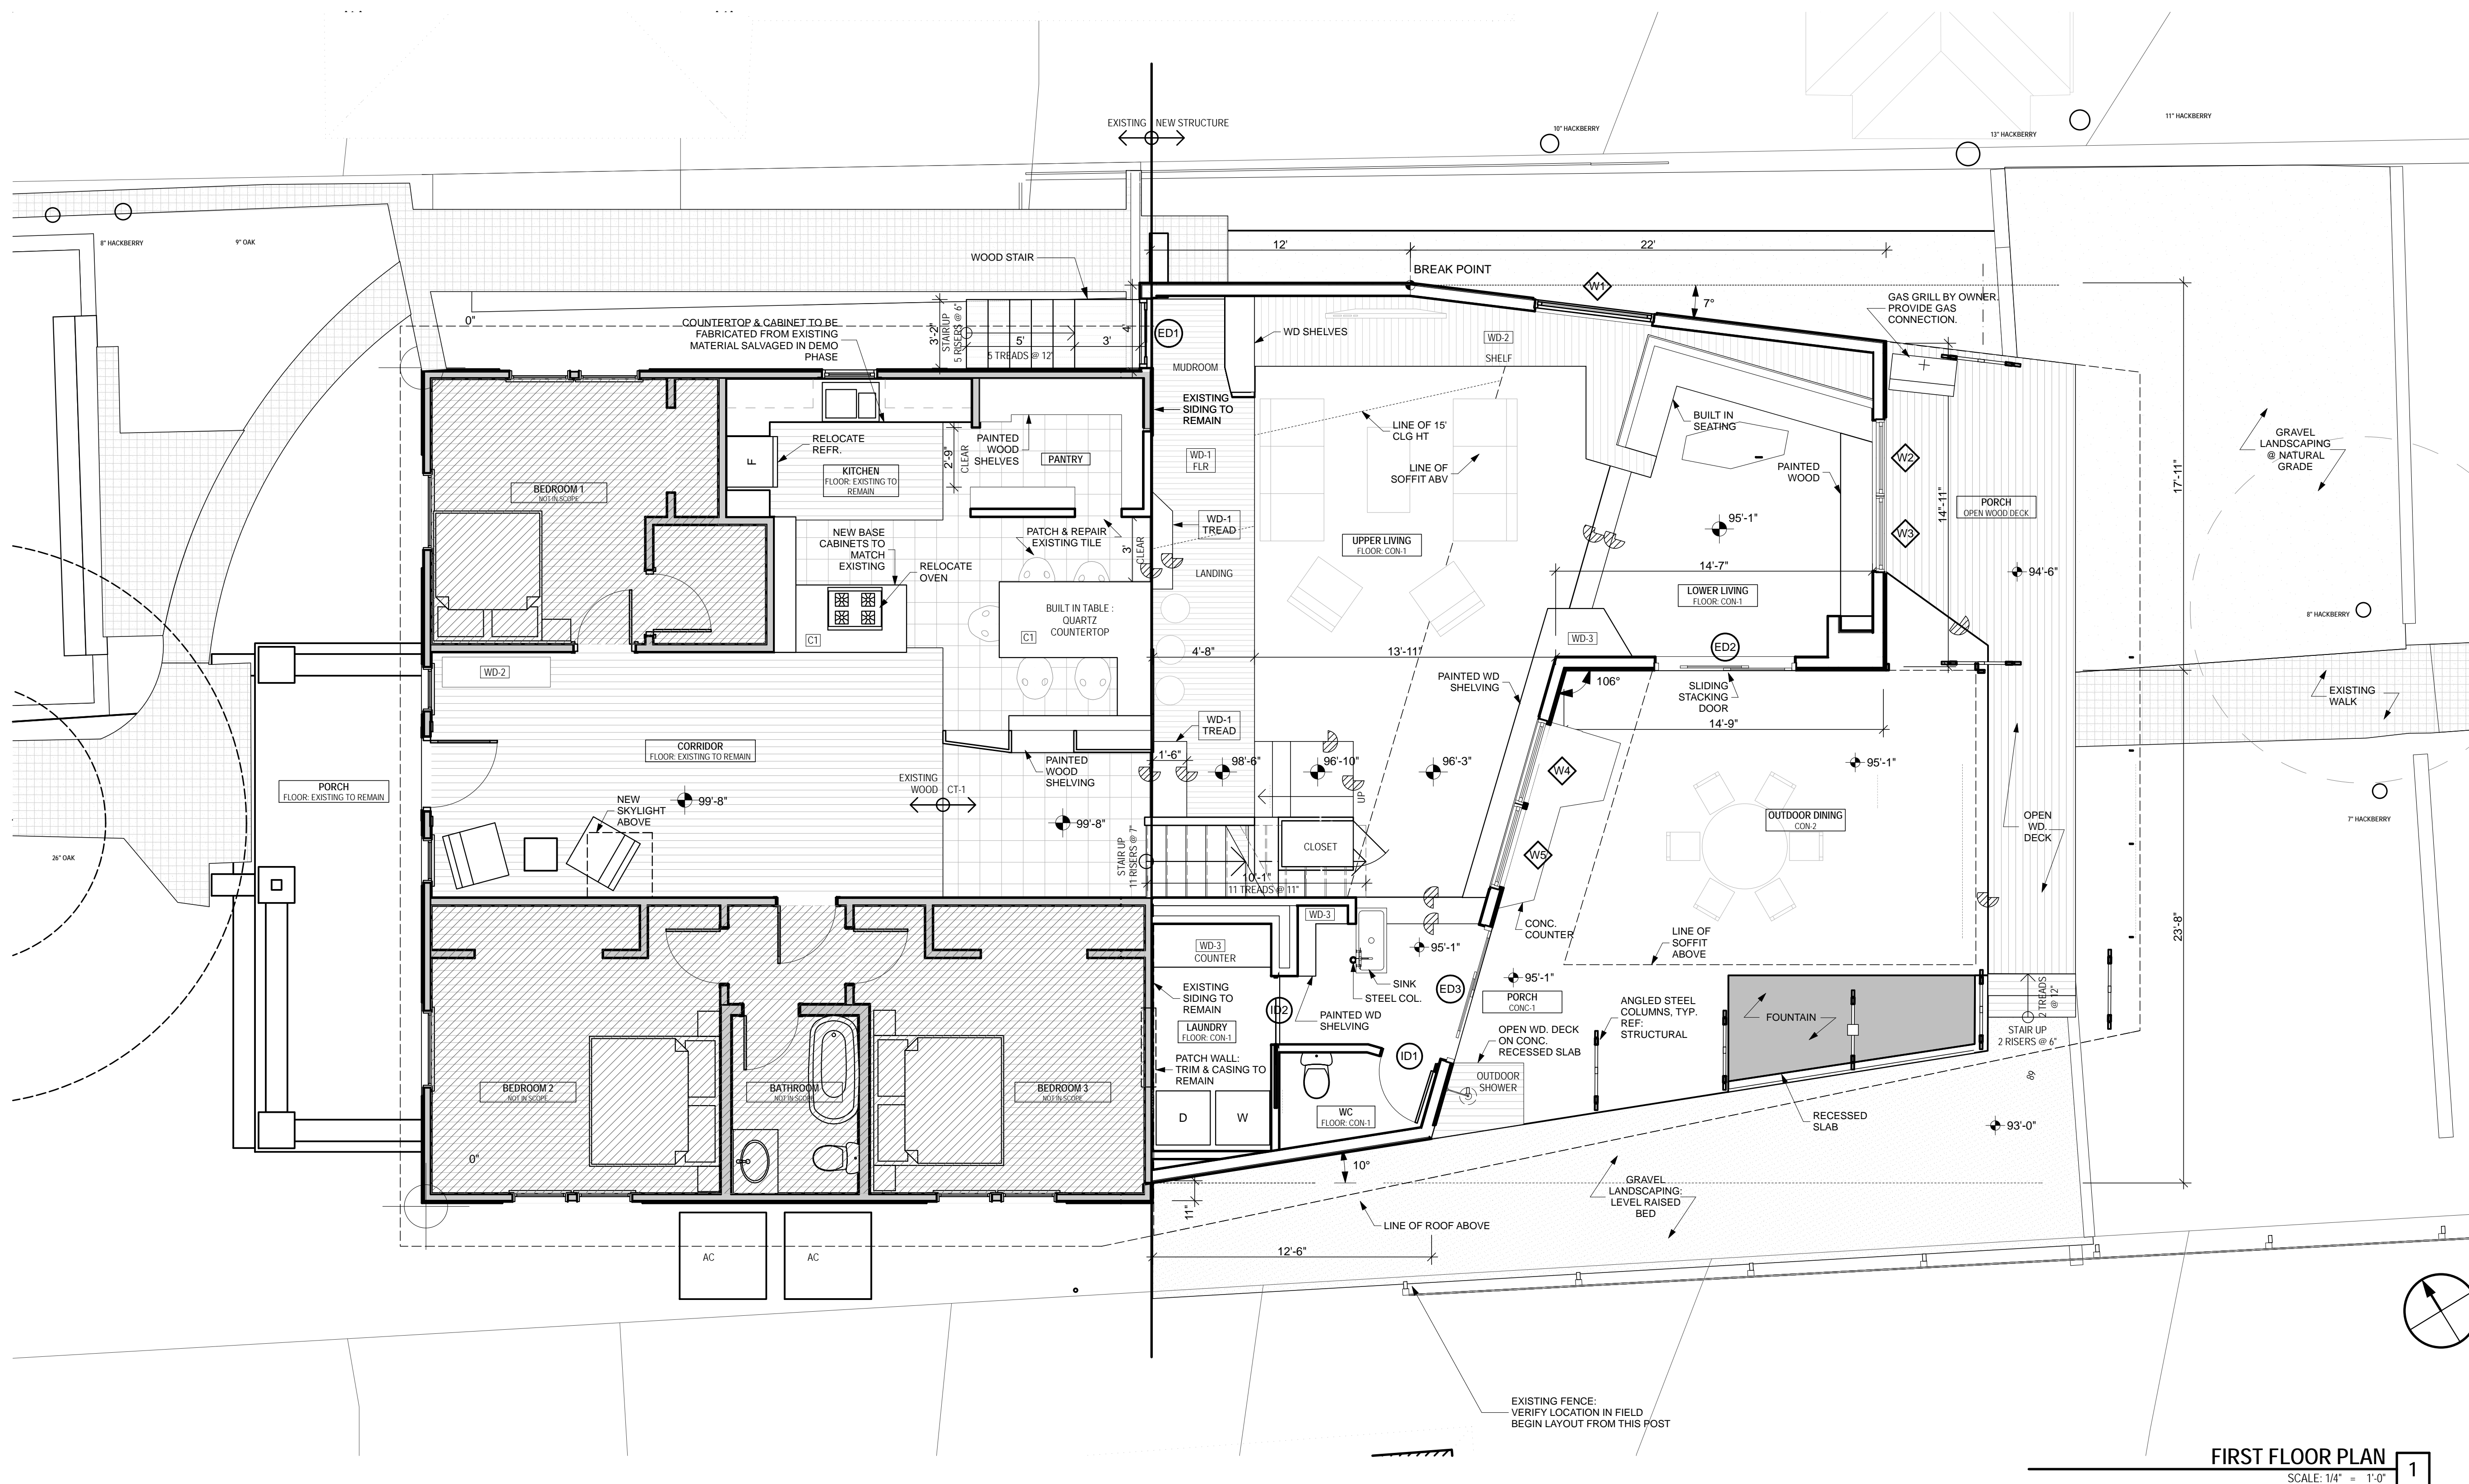 EXISTING
NEW STRUCTURE
10" HACKBERRY
13" HACKBERRY
11" HACKBERRY
8" HACKBERRY
9" OAK
WOOD STAIR
12'
22'
BREAK POINT
W1
7°
GAS GRILL BY OWNER.
PROVIDE GAS
CONNECTION.
0"
COUNTERTOP & CABINET TO BE
FABRICATED FROM EXISTING
MATERIAL SALVAGED IN DEMO
PHASE
3'-2"
STAIR UP
5 RISERS @ 6"
5'
3'
5 TREADS @ 12"
4'
ED1
MUDROOM
WD SHELVES
WD-2
SHELF
EXISTING
SIDING TO
REMAIN
LINE OF 15'
CLG HT
BUILT IN
SEATING
GRAVEL
LANDSCAPING
@ NATURAL
GRADE
RELOCATE
REFR.
F
KITCHEN
FLOOR: EXISTING TO
REMAIN
2'-9"
CLEAR
PAINTED
WOOD
SHELVES
PANTRY
WD-1
FLR
LINE OF
SOFFIT ABV
PAINTED
WOOD
W2
17'-11"
BEDROOM 1
NOT IN SCOPE
14'-11"
PORCH
OPEN WOOD DECK
NEW BASE
CABINETS TO
MATCH
EXISTING
PATCH & REPAIR
EXISTING TILE
WD-1
TREAD
95'-1"
W3
3'
CLEAR
UPPER LIVING
FLOOR: CON-1
RELOCATE
OVEN
LANDING
14'-7"
94'-6"
LOWER LIVING
FLOOR: CON-1
BUILT IN TABLE :
QUARTZ
COUNTERTOP
C1
C1
8" HACKBERRY
WD-3
ED2
4'-8"
13'-11"
WD-2
PAINTED WD
SHELVING
106°
SLIDING
STACKING
DOOR
EXISTING
WALK
14'-9"
WD-1
TREAD
CORRIDOR
FLOOR: EXISTING TO REMAIN
PAINTED
WOOD
SHELVING
1'-6"
98'-6"
96'-10"
96'-3"
W4
95'-1"
PORCH
FLOOR: EXISTING TO REMAIN
EXISTING
WOOD
CT-1
NEW
SKYLIGHT
ABOVE
99'-8"
99'-8"
UP
OUTDOOR DINING
CON-2
OPEN
WD.
DECK
7" HACKBERRY
26" OAK
STAIR UP
11 RISERS @ 7"
CLOSET
W5
10'-1"
11 TREADS @ 11"
WD-3
CONC.
COUNTER
LINE OF
SOFFIT
ABOVE
23'-8"
WD-3
COUNTER
95'-1"
95'-1"
SINK
STEEL COL.
EXISTING
SIDING TO
REMAIN
ID2
ED3
PORCH
CONC-1
ANGLED STEEL
COLUMNS, TYP.
REF:
STRUCTURAL
FOUNTAIN
2 TREADS
@ 12"
PAINTED WD
SHELVING
LAUNDRY
FLOOR: CON-1
OPEN WD. DECK
ON CONC.
RECESSED SLAB
STAIR UP
2 RISERS @ 6"
PATCH WALL:
TRIM & CASING TO
REMAIN
ID1
OUTDOOR
SHOWER
89
BEDROOM 2
NOT IN SCOPE
BATHROOM
NOT IN SCOPE
BEDROOM 3
NOT IN SCOPE
D
W
WC
FLOOR: CON-1
RECESSED
SLAB
93'-0"
0"
10°
GRAVEL
LANDSCAPING:
LEVEL RAISED
BED
11"
LINE OF ROOF ABOVE
AC
AC
12'-6"
EXISTING FENCE:
VERIFY LOCATION IN FIELD
BEGIN LAYOUT FROM THIS POST
FIRST FLOOR PLAN
1
SCALE: 1/4" = 1'-0"